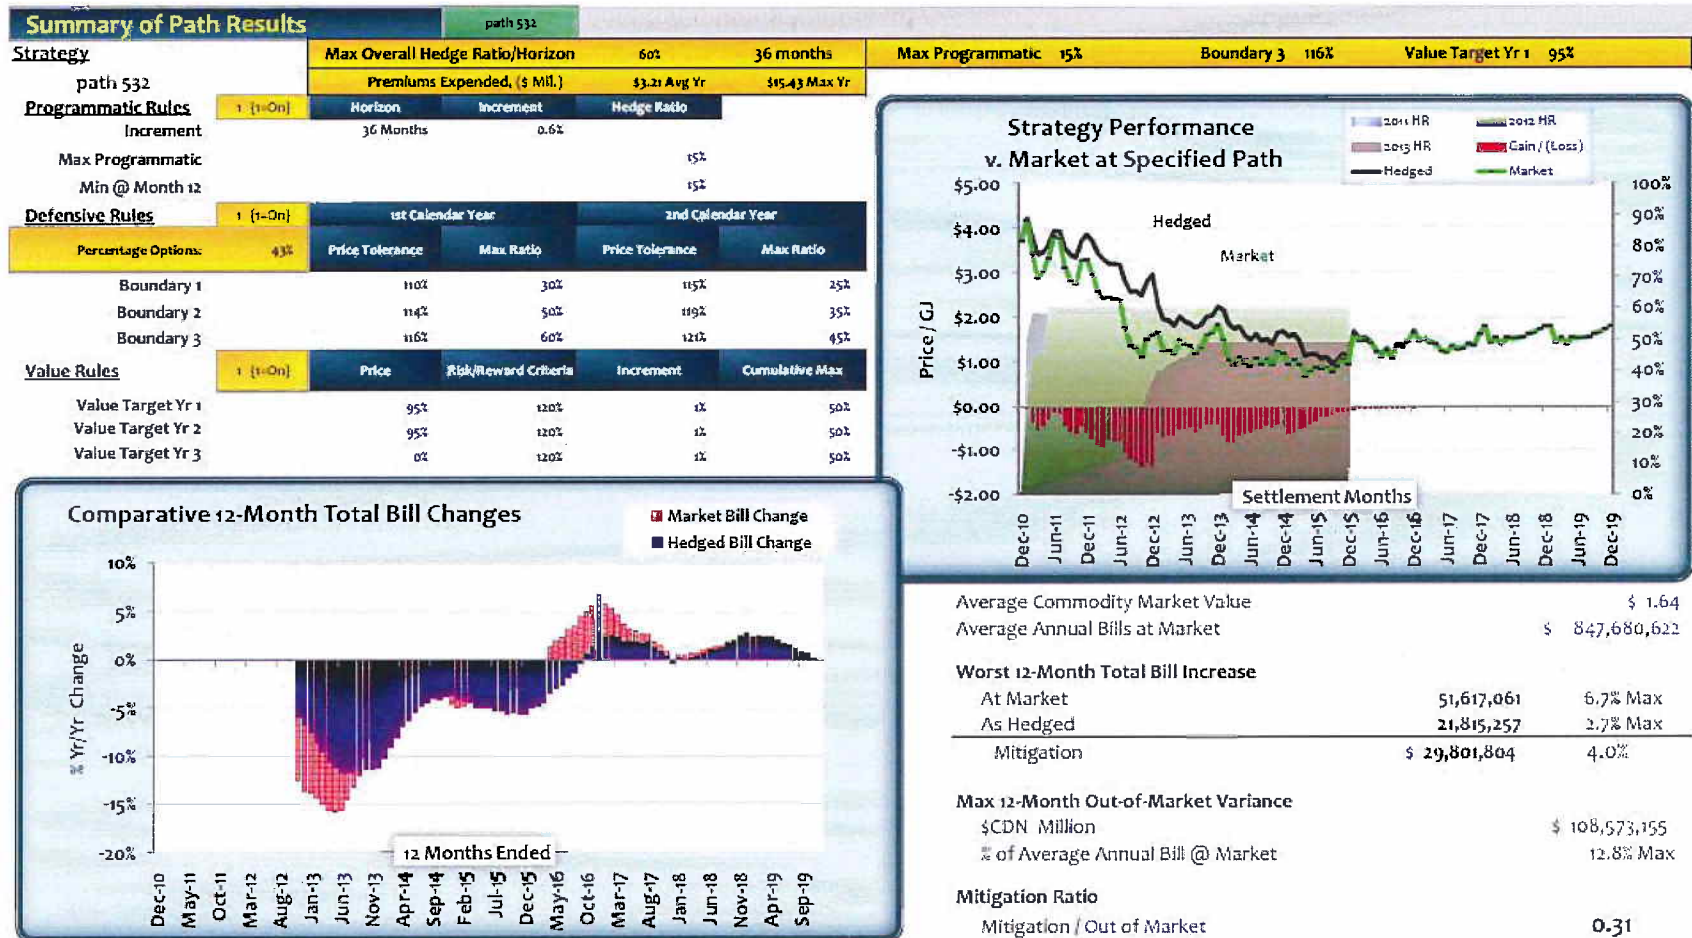 Summary of Path Results path 532
Strategy Max Overall Hedge Ratio/Horizon 60% 36 months Max Programmatic 15% Boundary 3 116% Value Target Yr 1 95%
path 532 Premiums Expended, ($ Mil.) $3.21 Avg Yr $15.43 Max Yr
Programmatic Rules 1 {1=On} Horizon Increment Hedge Ratio
Increment 36 Months 0.6%
Max Programmatic 15%
Min @ Month 12 15%
Defensive Rules 1 {1=On} 1st Calendar Year 2nd Calendar Year
Percentage Options: 43% Price Tolerance Max Ratio Price Tolerance Max Ratio
Boundary 1 110% 30% 115% 25%
Boundary 2 114% 50% 119% 35%
Boundary 3 116% 60% 121% 45%
Value Rules 1 {1=On} Price Risk/Reward Criteria Increment Cumulative Max
Value Target Yr 1 95% 120% 1% 50%
Value Target Yr 2 95% 120% 1% 50%
Value Target Yr 3 0% 120% 1% 50%
Strategy Performance
v. Market at Specified Path
2011 HR 2012 HR
2013 HR Gain / (Loss)
Hedged Market
$5.00 100%
90%
$4.00 80%
$3.00 70%
60%
$2.00 50%
$1.00 40%
$0.00 30%
20%
-$1.00 10%
-$2.00 0%
Price / GJ
Hedged
Market
Settlement Months
Dec-10 Jun-11 Dec-11 Jun-12 Dec-12 Jun-13 Dec-13 Jun-14 Dec-14 Jun-15 Dec-15 Jun-16 Dec-16 Jun-17 Dec-17 Jun-18 Dec-18 Jun-19 Dec-19
Comparative 12-Month Total Bill Changes
Market Bill Change
Hedged Bill Change
10%
5%
0%
-5%
-10%
-15%
-20%
% Yr/Yr Change
12 Months Ended
Dec-10 May-11 Oct-11 Mar-12 Aug-12 Jan-13 Jun-13 Nov-13 Apr-14 Sep-14 Feb-15 Jul-15 Dec-15 May-16 Oct-16 Mar-17 Aug-17 Jan-18 Jun-18 Nov-18 Apr-19 Sep-19
Average Commodity Market Value $ 1.64
Average Annual Bills at Market $ 847,680,622
Worst 12-Month Total Bill Increase
At Market 51,617,061 6.7% Max
As Hedged 21,815,257 2.7% Max
Mitigation $ 29,801,804 4.0%
Max 12-Month Out-of-Market Variance
$CDN Million $ 108,573,155
% of Average Annual Bill @ Market 12.8% Max
Mitigation Ratio
Mitigation / Out of Market 0.31